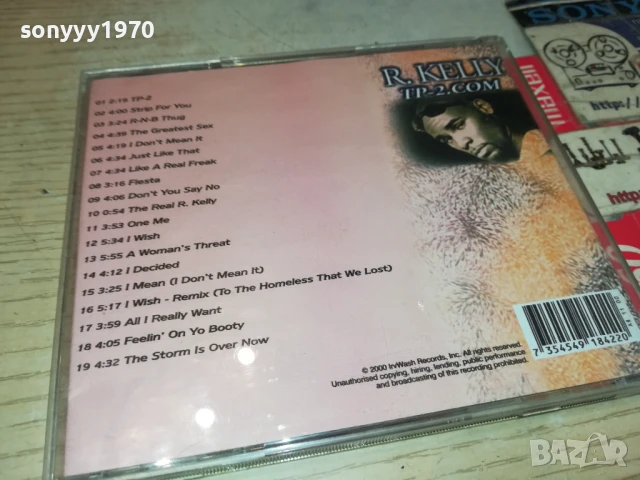 sonyyy1970
SONY
R. KELLY
TP-2.COM
maxell
http:/
01 2:19 TP-2
02 4:00 Strip For You
03 3:24 R-N-B Thug
04 4:39 The Greatest Sex
05 4:19 I Don't Mean It
06 4:34 Just Like That
07 4:34 Like A Real Freak
08 3:16 Fiesta
09 4:06 Don't You Say No
10 0:54 The Real R. Kelly
11 3:53 One Me
12 5:34 I Wish
13 5:55 A Woman's Threat
14 4:12 I Decided
15 3:25 I Mean (I Don't Mean It)
16 5:17 I Wish - Remix (To The Homeless That We Lost)
17 3:59 All I Really Want
18 4:05 Feelin' On Yo Booty
19 4:32 The Storm Is Over Now
http
© 2000 InWash Records, Inc. All rights reserved.
Unauthorised copying, hiring, lending, public performance
and broadcasting of this recording prohibited.
7 354549 184220
BAZAR
bg